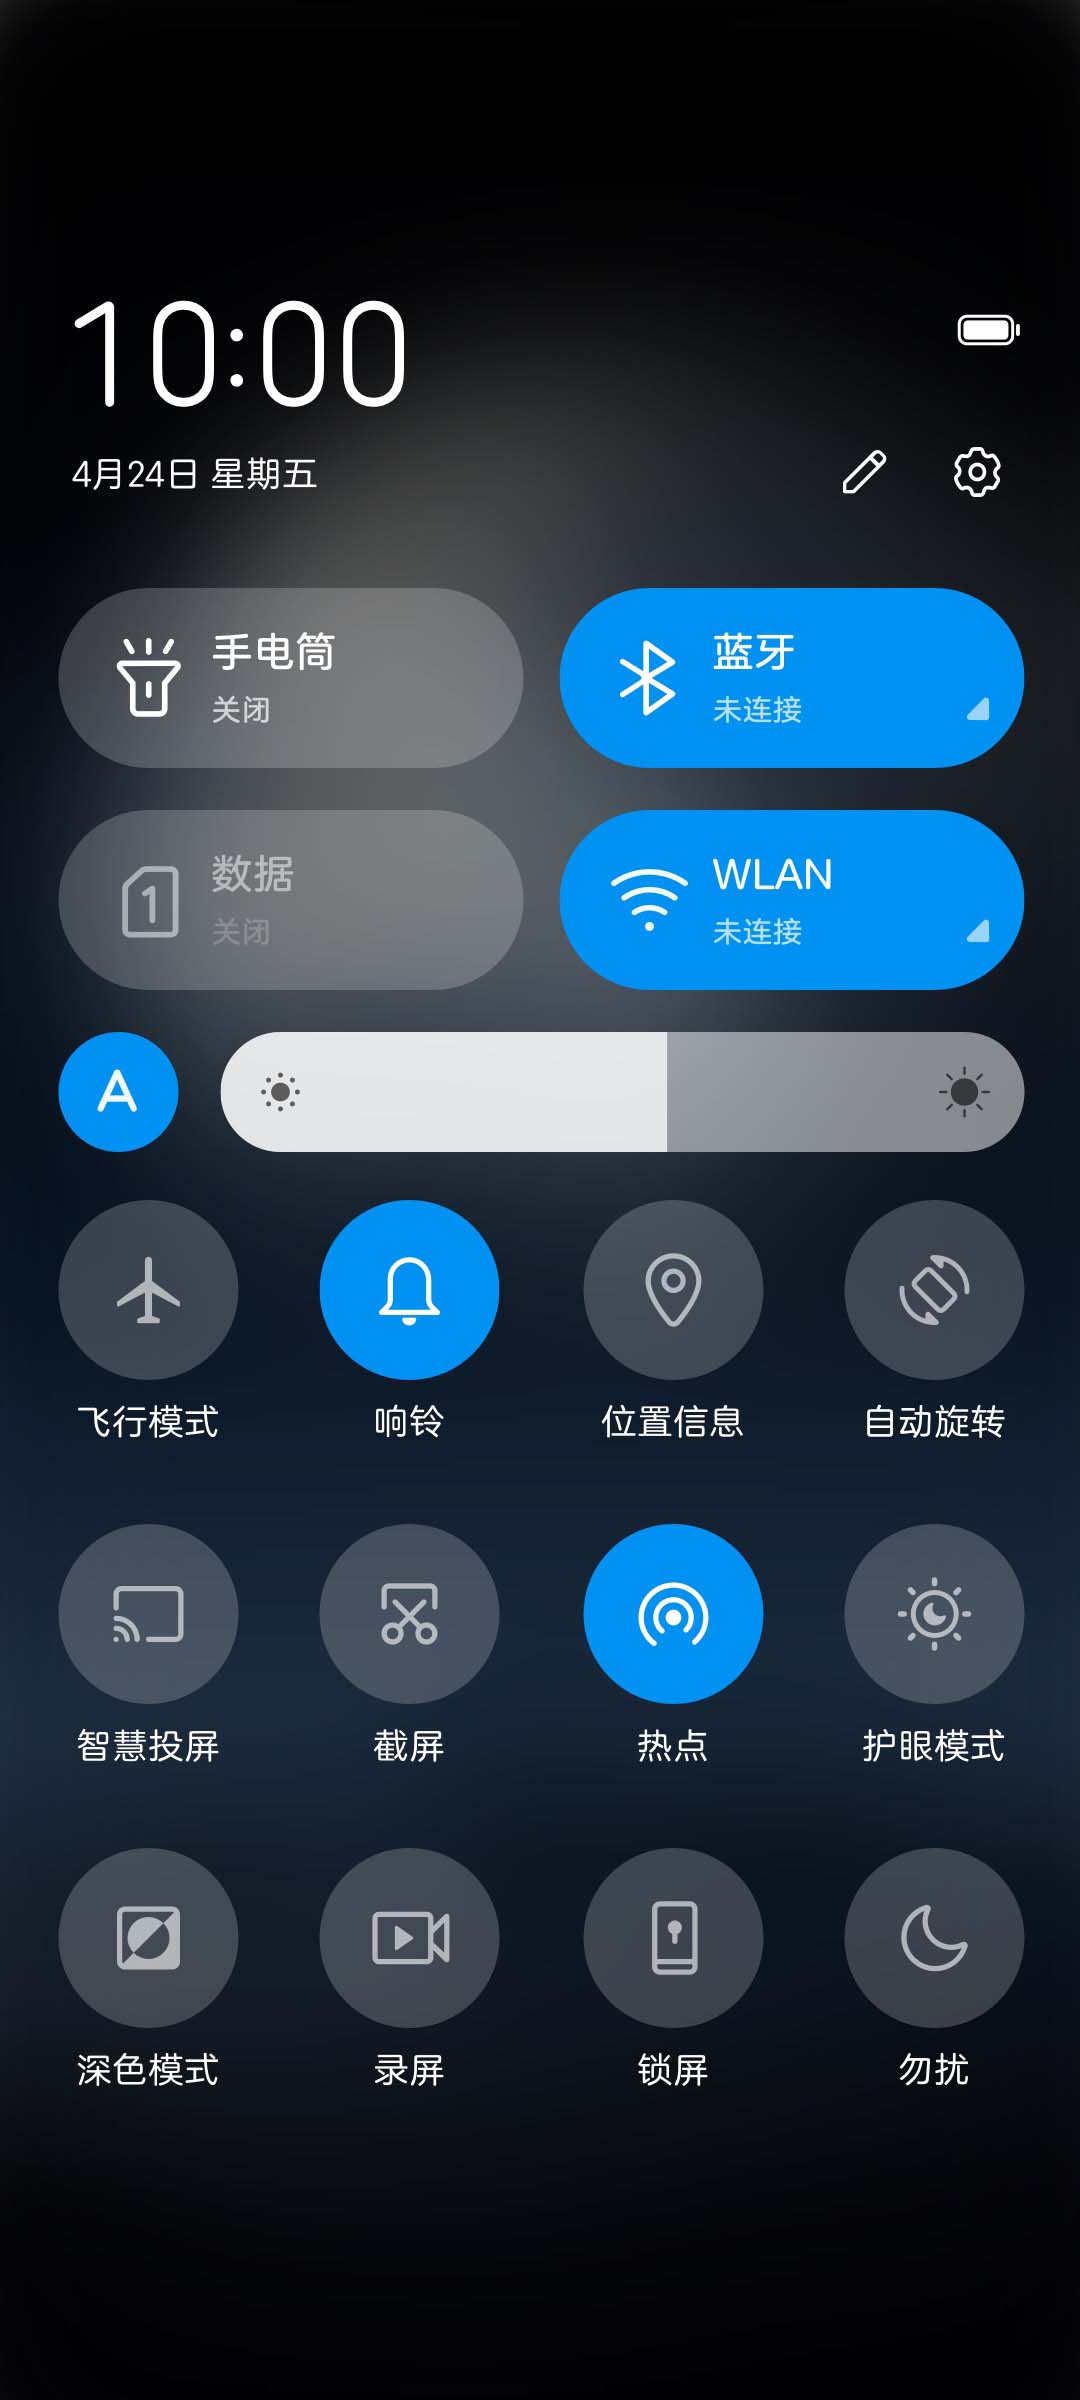 10:00
4月24日 星期五
手电筒
关闭
蓝牙
未连接
1
数据
关闭
WLAN
未连接
A
飞行模式
响铃
位置信息
自动旋转
智慧投屏
截屏
热点
护眼模式
深色模式
录屏
锁屏
勿扰